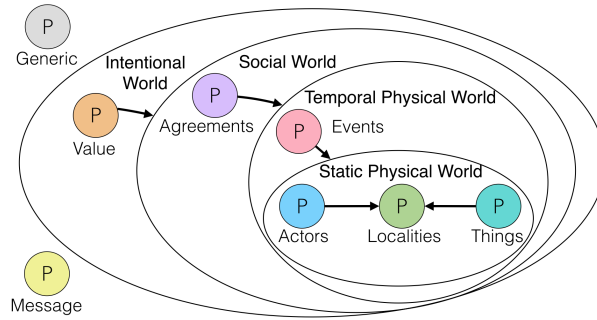 P
Generic
Intentional
World
Social World
P
Value
P
Agreements
Temporal Physical World
P
Events
Static Physical World
P
Actors
P
Localities
P
Things
P
Message